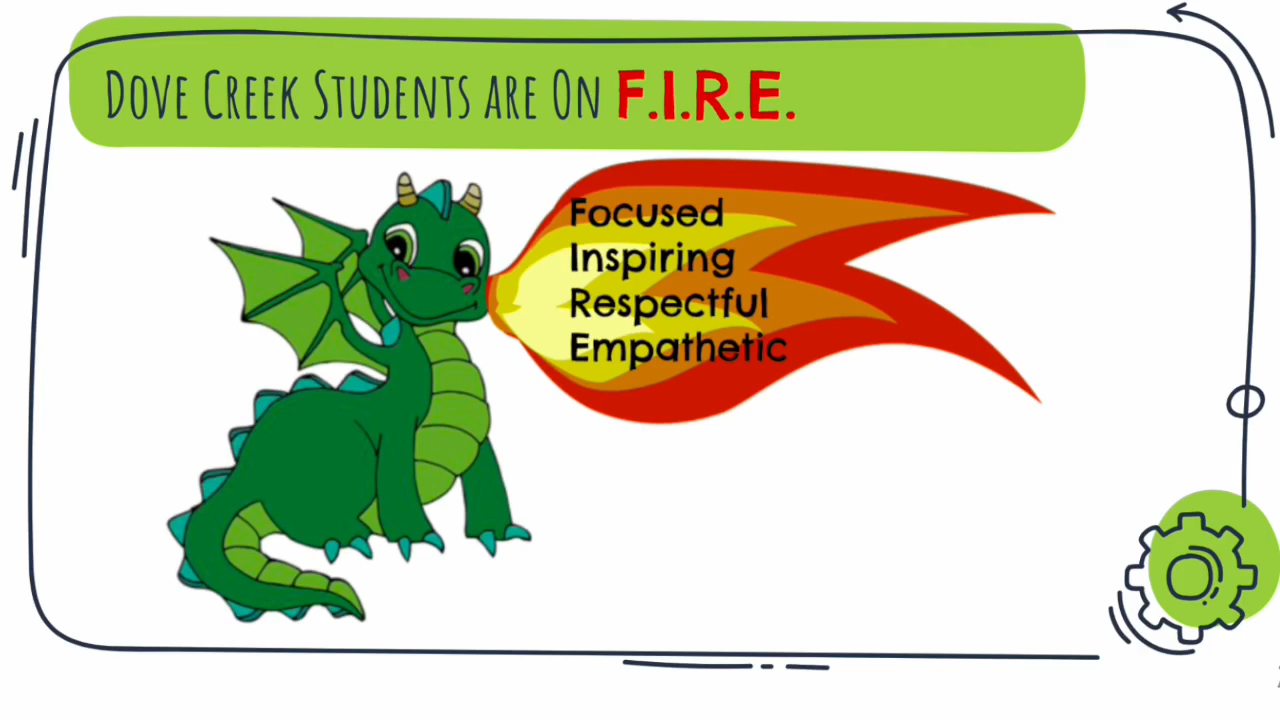 Dove Creek Students are On F.I.R.E.
Focused
Inspiring
Respectful
Empathetic